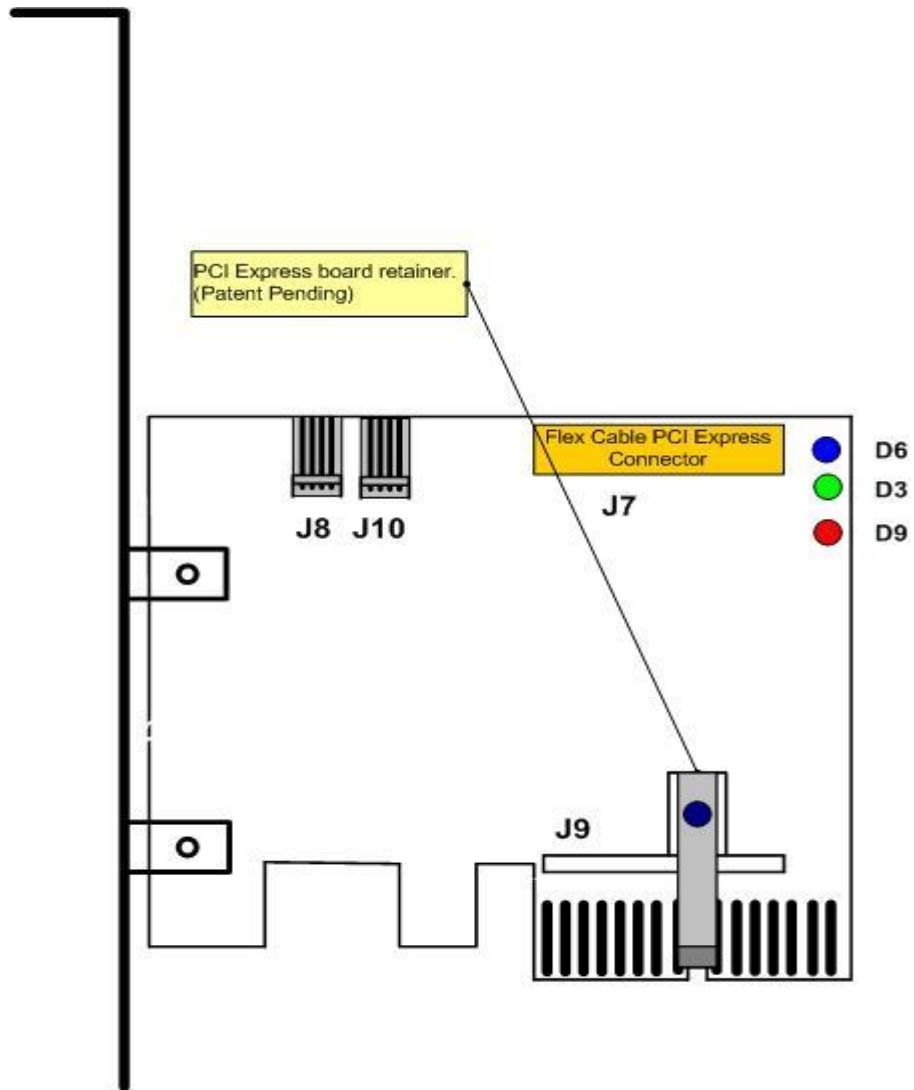 PCI Express board retainer.
(Patent Pending)
Flex Cable PCI Express
Connector
D6
D3
D9
J7
J8 J10
J9